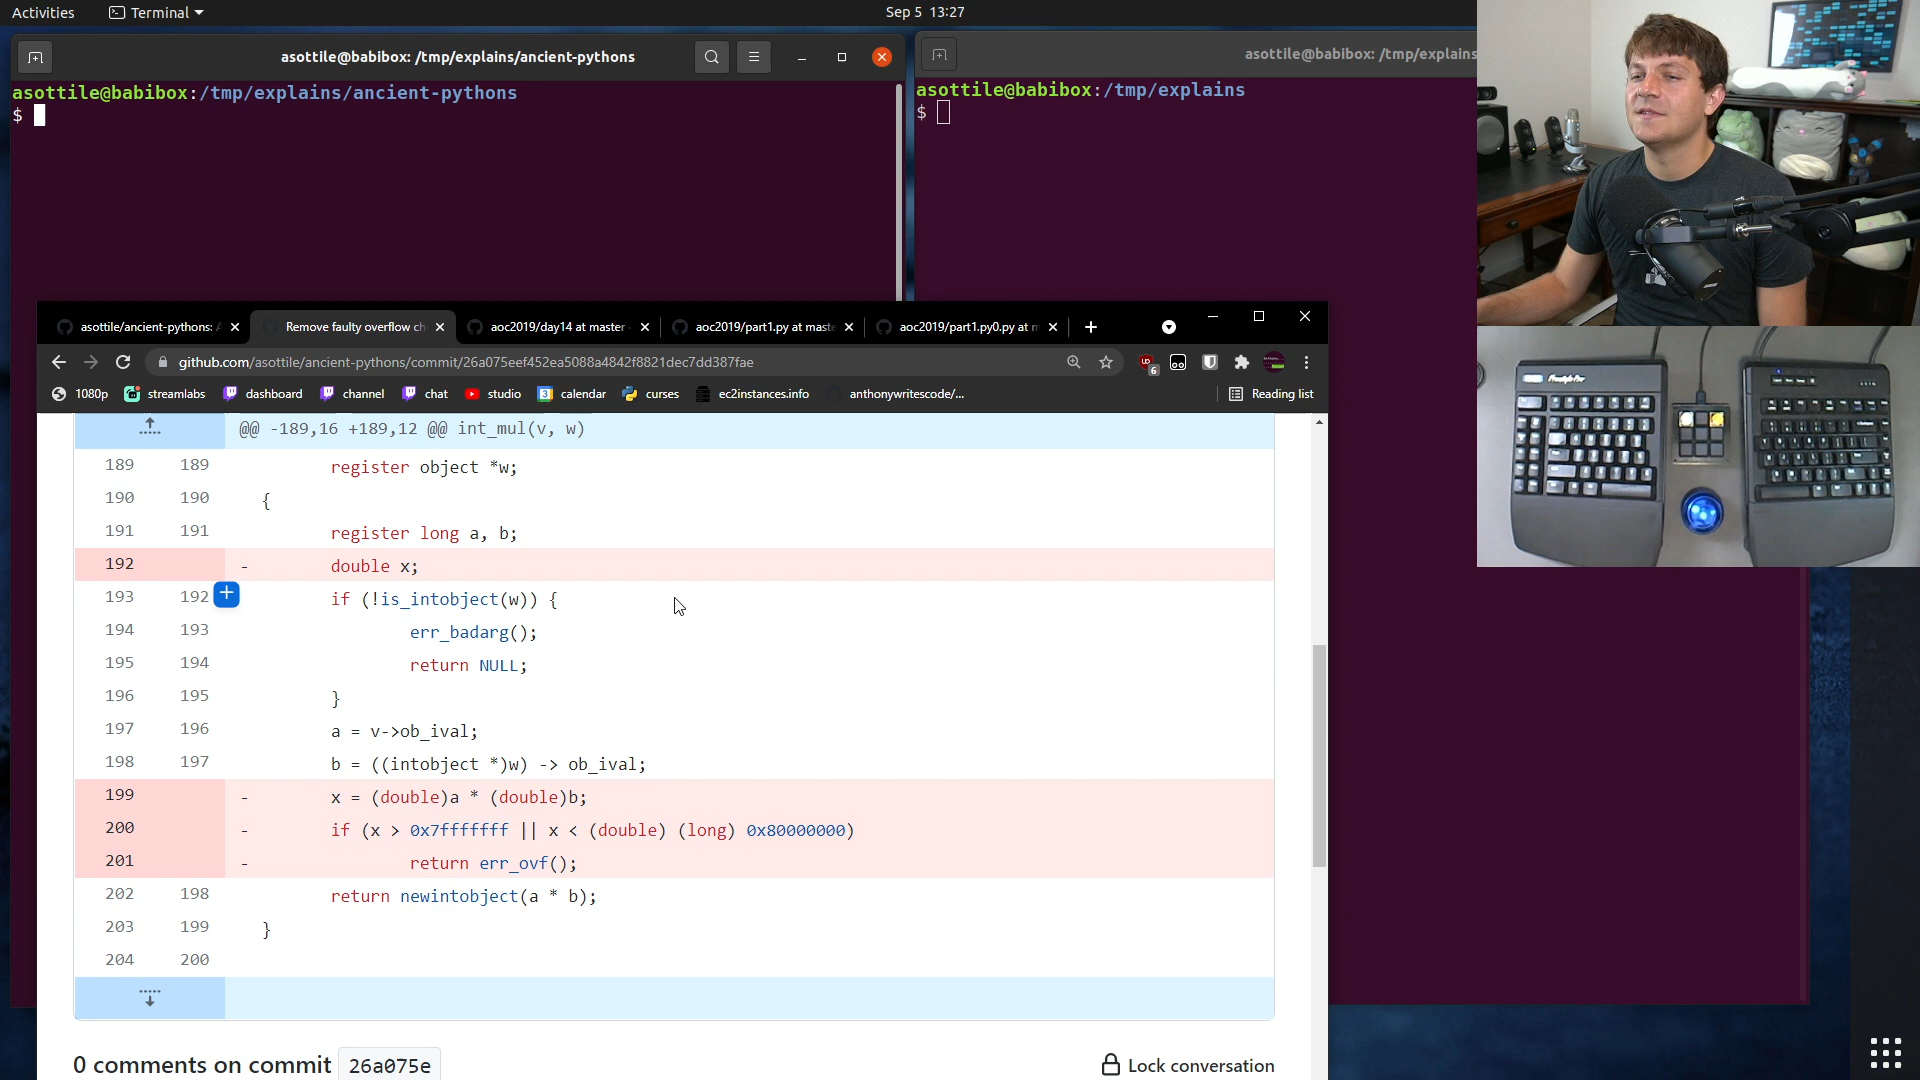 Activities
Terminal
Sep 5 13:27
asottile@babibox: /tmp/explains/ancient-pythons
asottile@babibox:/tmp/explains/ancient-pythons
$
asottile@babibox: /tmp/explains
asottile@babibox:/tmp/explains
$
asottile/ancient-pythons: A
Remove faulty overflow ch
aoc2019/day14 at master
aoc2019/part1.py at maste
aoc2019/part1.py0.py at m
github.com/asottile/ancient-pythons/commit/26a075eef452ea5088a4842f8821dec7dd387fae
6
1080p
streamlabs
dashboard
channel
chat
studio
calendar
curses
ec2instances.info
anthonywritescode/...
Reading list
@@ -189,16 +189,12 @@ int_mul(v, w)
189 189 register object *w;
190 190 {
191 191 register long a, b;
192 - double x;
193 192 + if (!is_intobject(w)) {
194 193 err_badarg();
195 194 return NULL;
196 195 }
197 196 a = v->ob_ival;
198 197 b = ((intobject *)w) -> ob_ival;
199 - x = (double)a * (double)b;
200 - if (x > 0x7fffffff || x < (double) (long) 0x80000000)
201 - return err_ovf();
202 198 return newintobject(a * b);
203 199 }
204 200
0 comments on commit 26a075e
Lock conversation